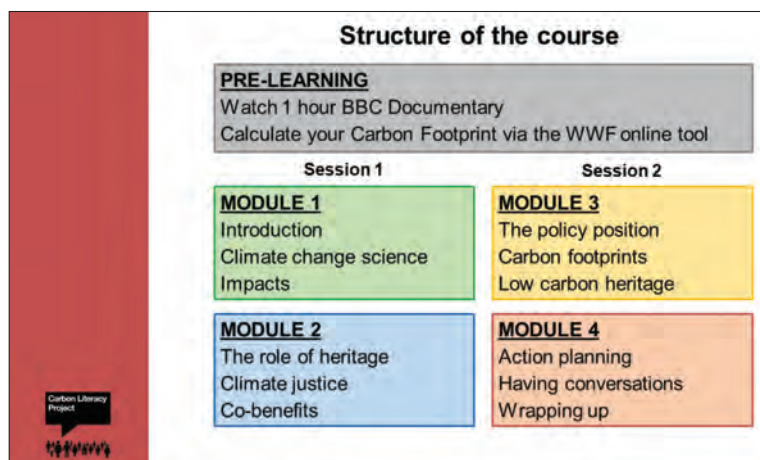 Structure of the course
PRE-LEARNING
Watch 1 hour BBC Documentary
Calculate your Carbon Footprint via the WWF online tool
Session 1
MODULE 1
Introduction
Climate change science
Impacts
MODULE 2
The role of heritage
Climate justice
Co-benefits
Session 2
MODULE 3
The policy position
Carbon footprints
Low carbon heritage
MODULE 4
Action planning
Having conversations
Wrapping up
Carbon Literacy
Project